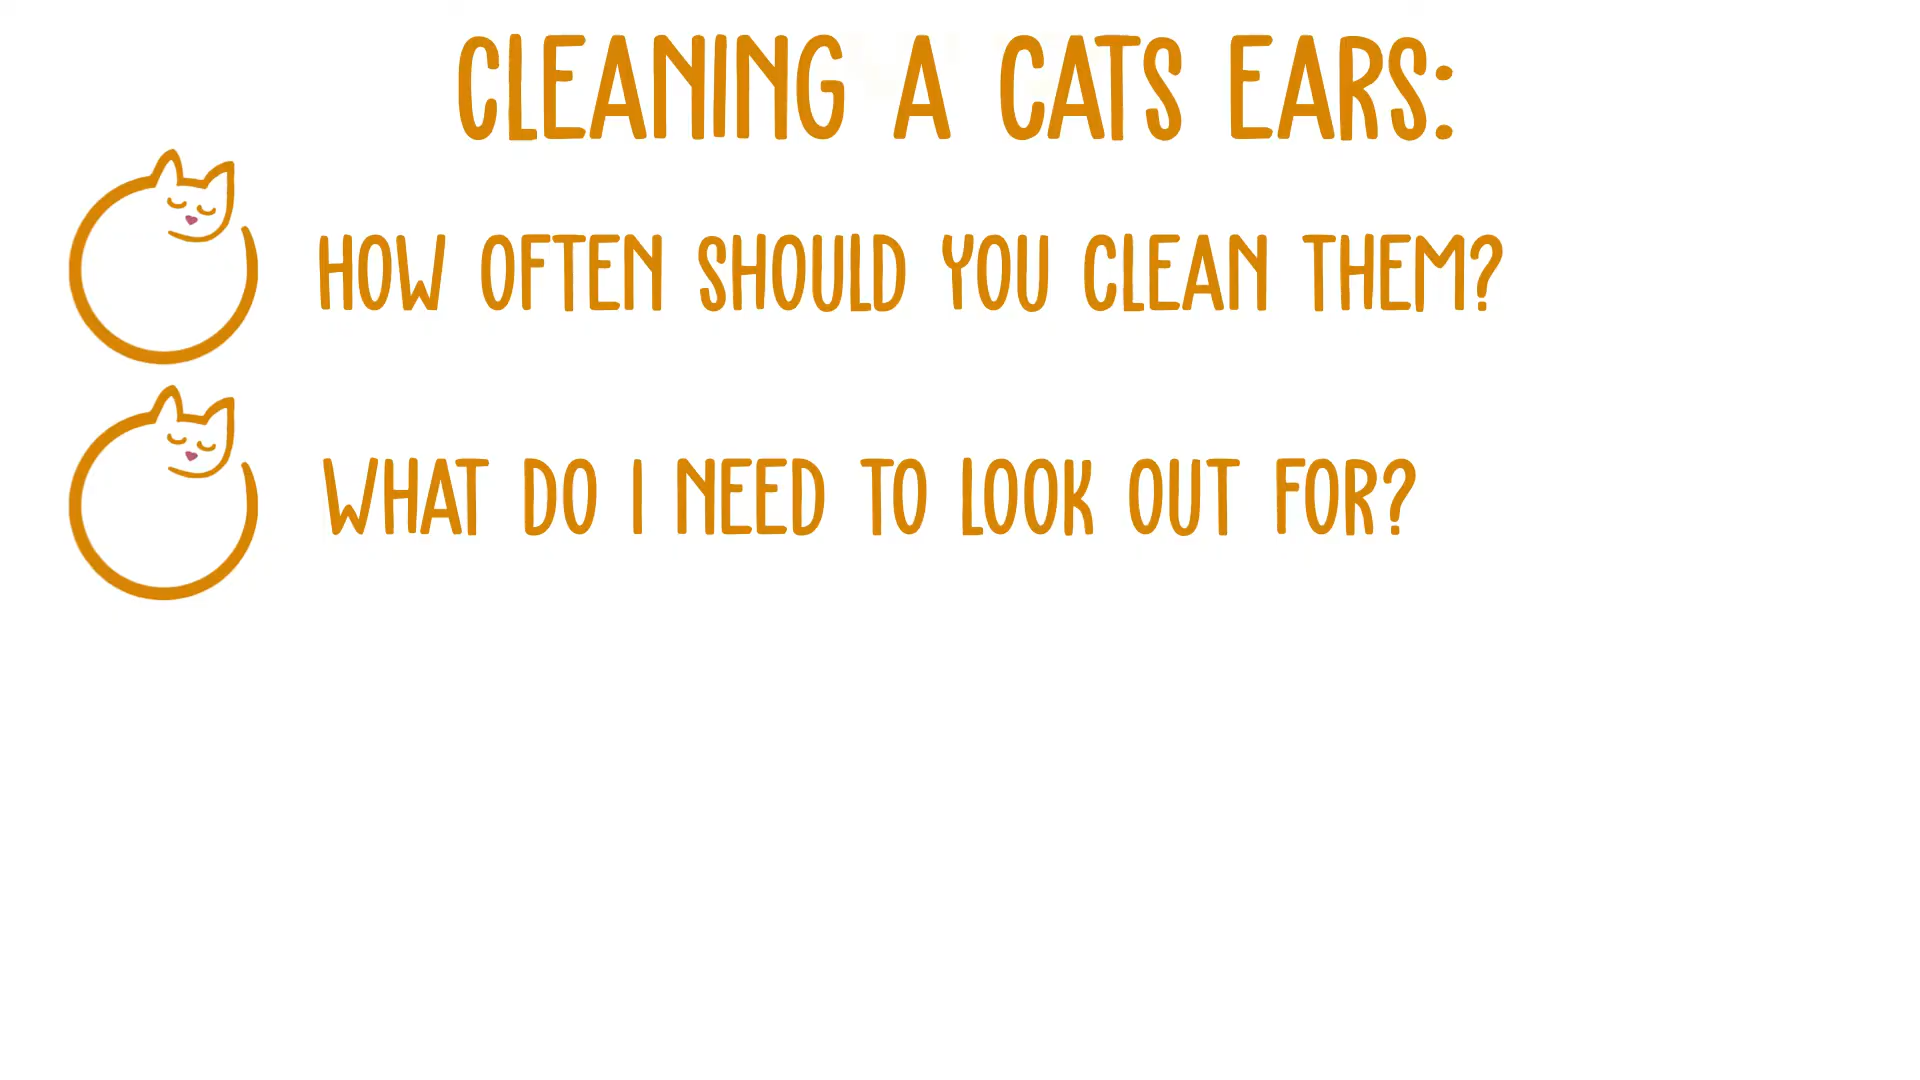 CLEANING A CATS EARS:
HOW OFTEN SHOULD YOU CLEAN THEM?
WHAT DO I NEED TO LOOK OUT FOR?